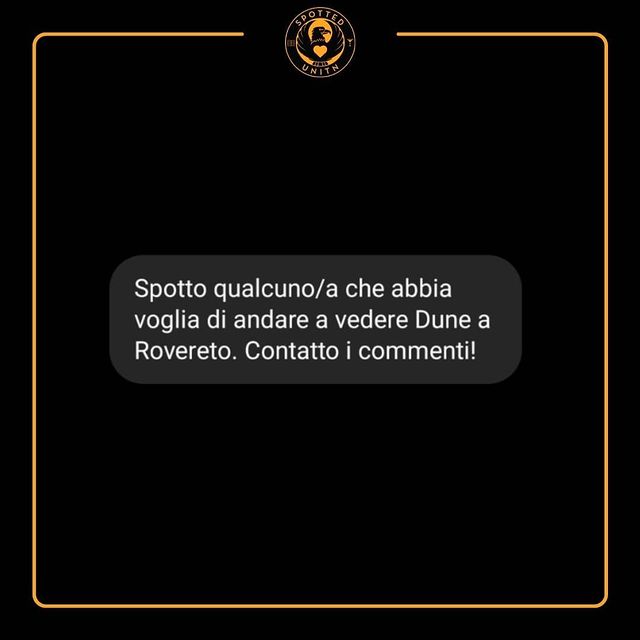 SPOTTED
UNITN
Spotto qualcuno/a che abbia
voglia di andare a vedere Dune a
Rovereto. Contatto i commenti!